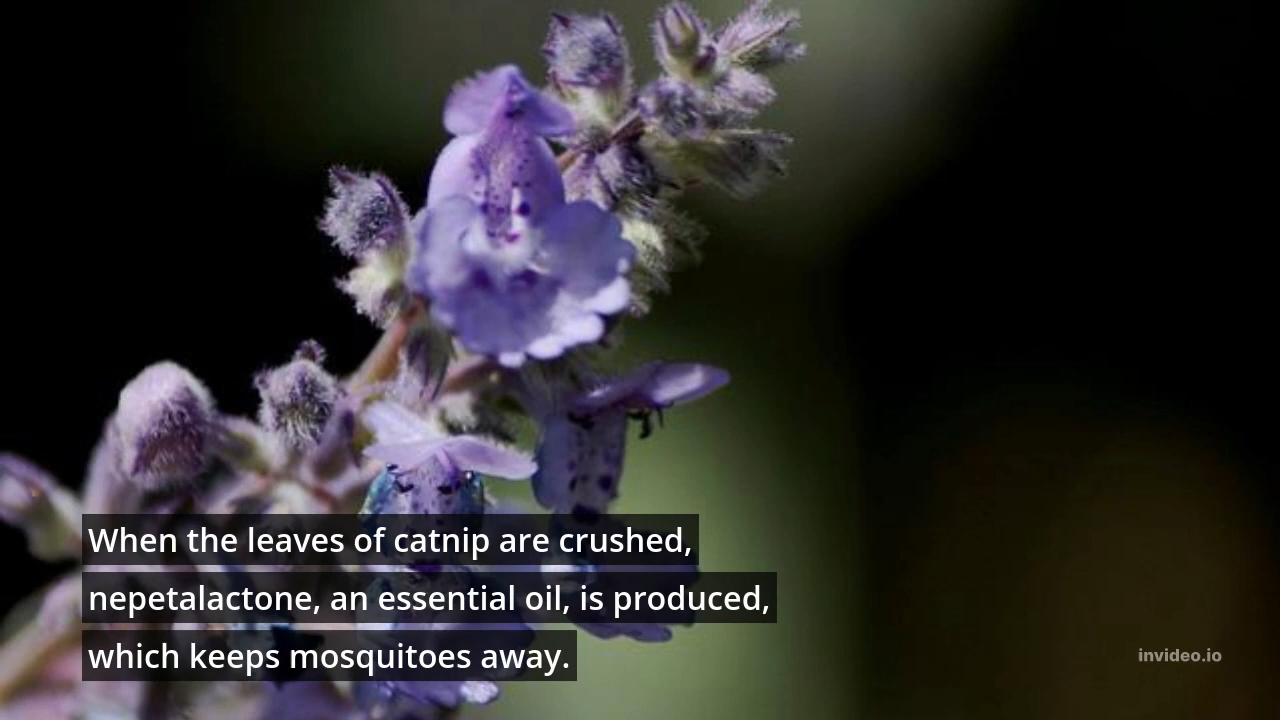 When the leaves of catnip are crushed,
nepetalactone, an essential oil, is produced,
which keeps mosquitoes away.
invideo.io